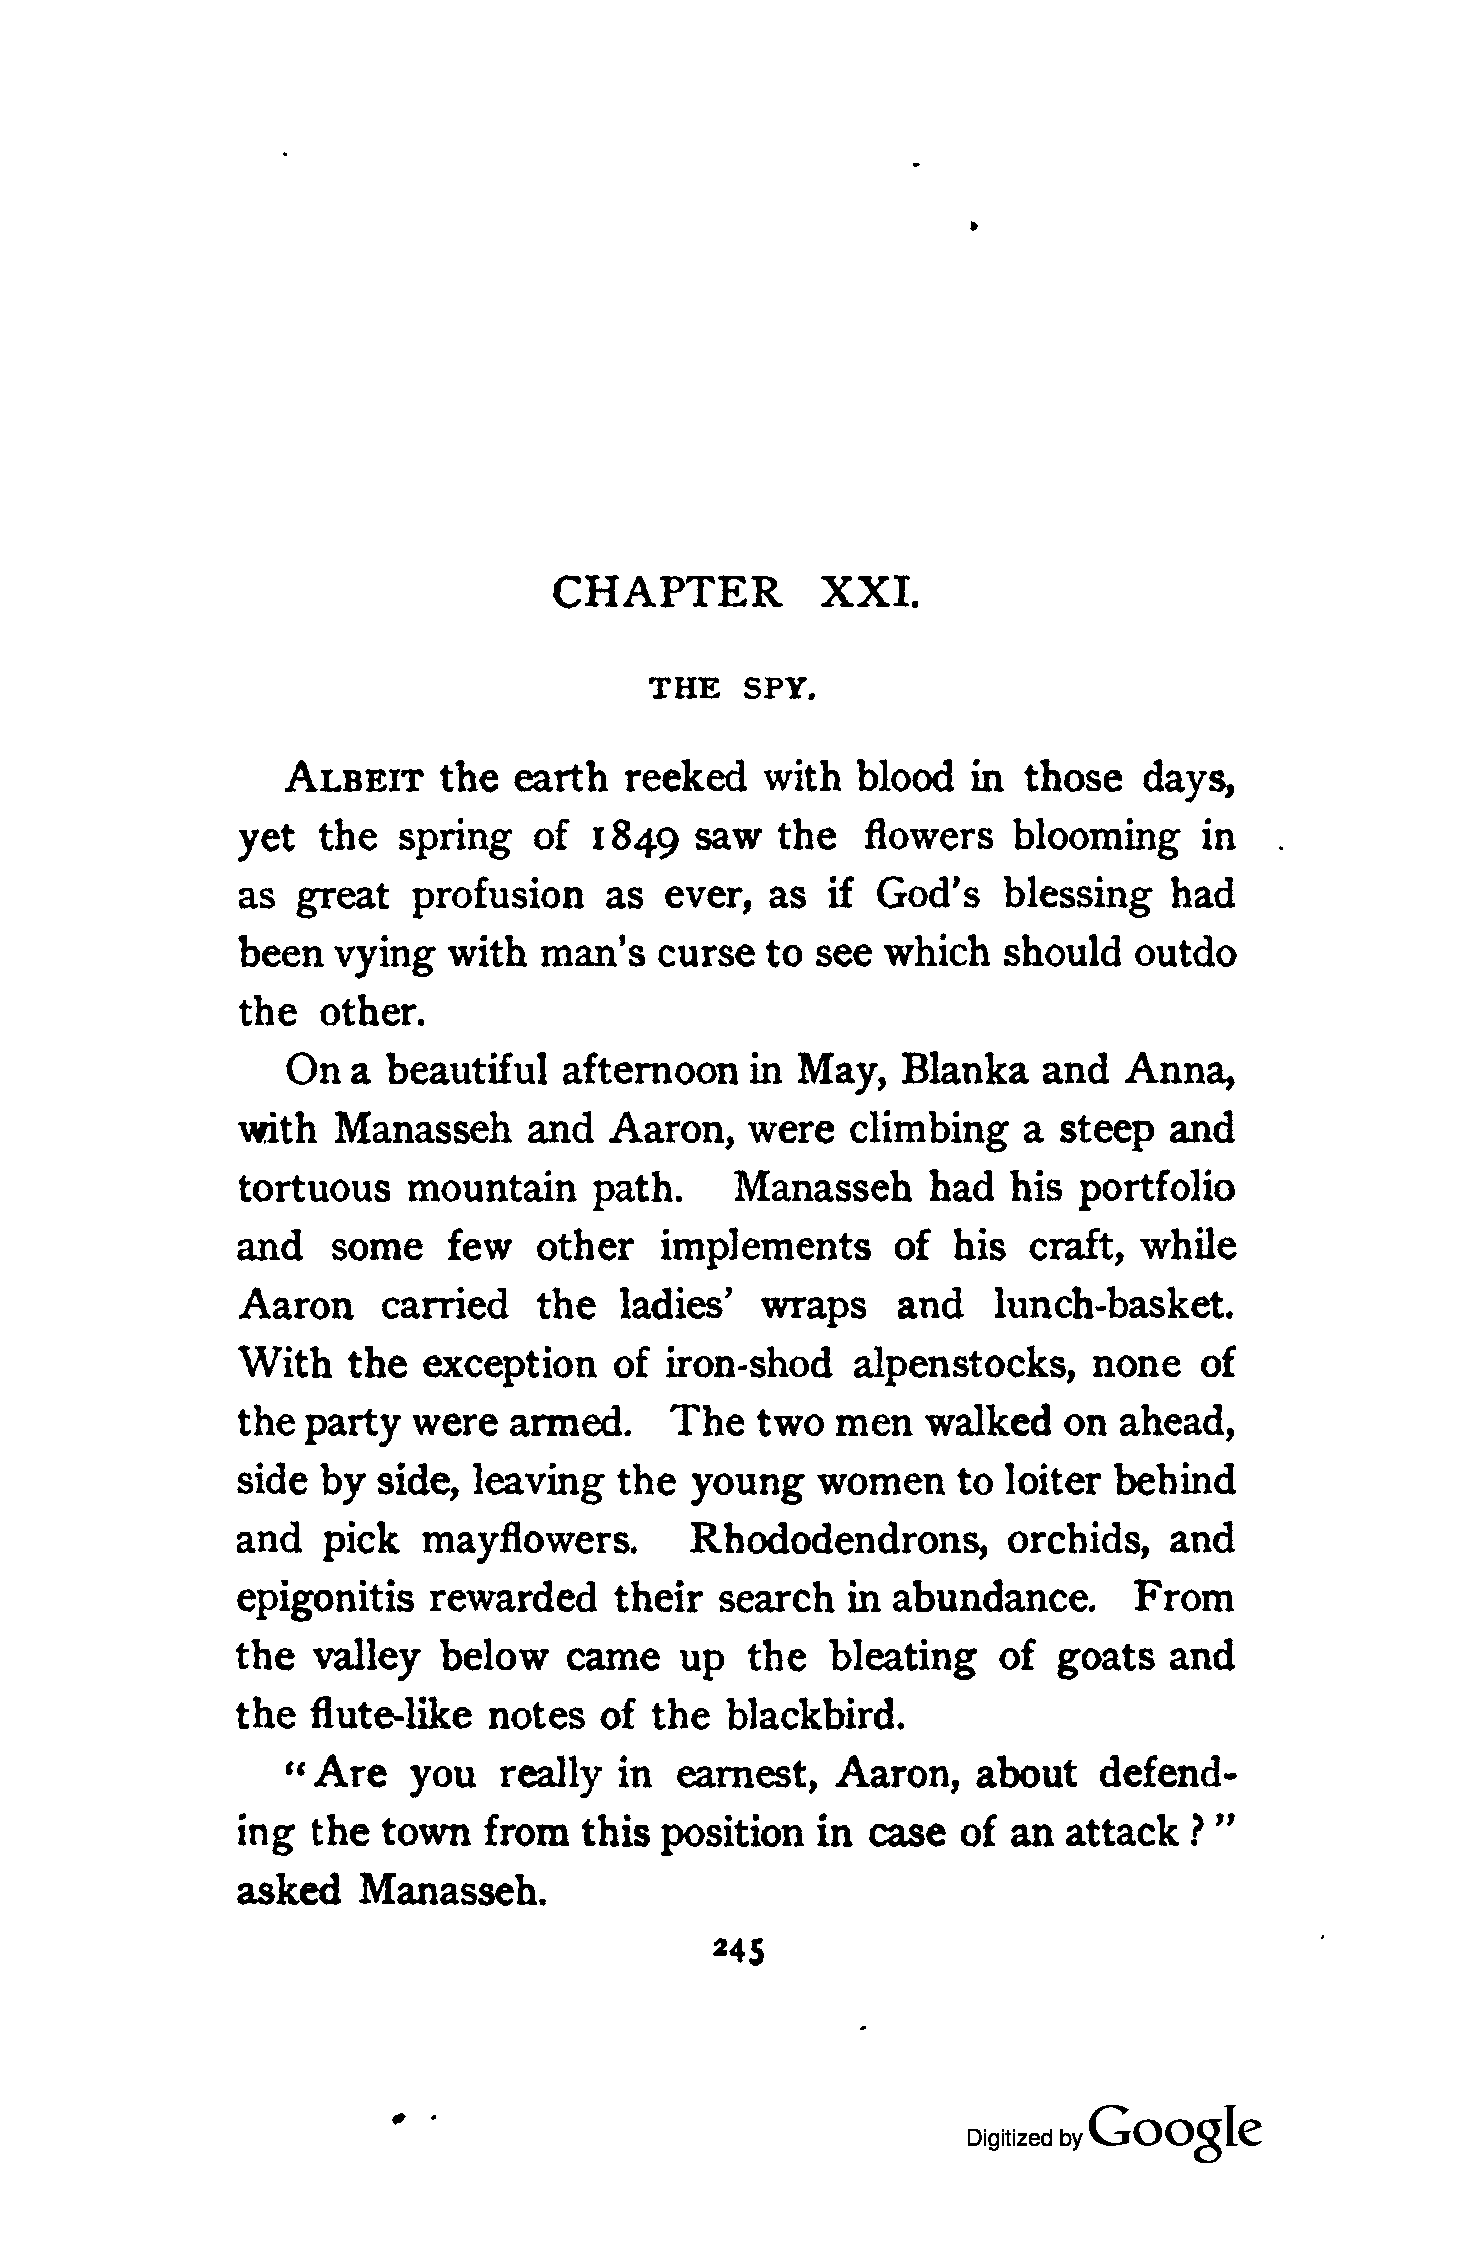 CHAPTER XXI.
THE SPY.
ALBEIT the earth reeked with blood in those days,
yet the spring of 1849 saw the flowers blooming in
as great profusion as ever, as if God's blessing had
been vying with man's curse to see which should outdo
the other.
On a beautiful afternoon in May, Blanka and Anna,
with Manasseh and Aaron, were climbing a steep and
tortuous mountain path. Manasseh had his portfolio
and some few other implements of his craft, while
Aaron carried the ladies' wraps and lunch-basket.
With the exception of iron-shod alpenstocks, none of
the party were armed. The two men walked on ahead,
side by side, leaving the young women to loiter behind
and pick mayflowers. Rhododendrons, orchids, and
epigonitis rewarded their search in abundance. From
the valley below came up the bleating of goats and
the flute-like notes of the blackbird.
"Are you really in earnest, Aaron, about defend-
ing the town from this position in case of an attack?"
asked Manasseh.
245
Digitized by Google